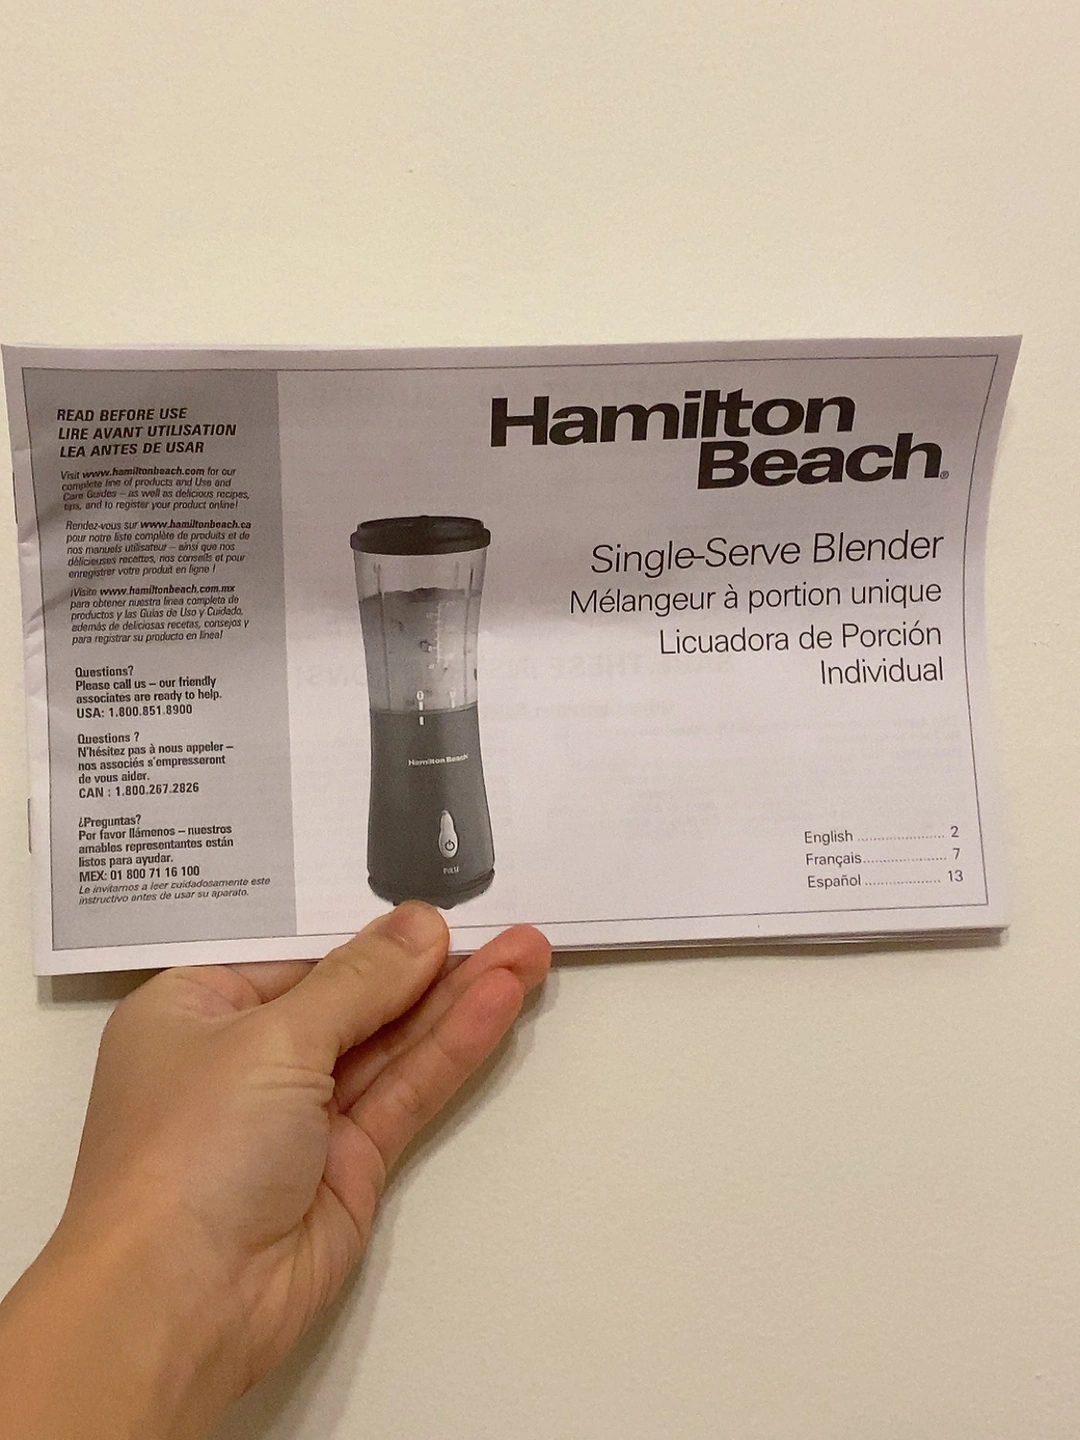 READ BEFORE USE
LIRE AVANT UTILISATION
LEA ANTES DE USAR
Visit www.hamiltonbeach.com for our
complete line of products and Use and
Care Guides – as well as delicious recipes,
tips, and to register your product online!
Rendez-vous sur www.hamiltonbeach.ca
pour notre liste complète de produits et de
nos manuels utilisateur – ainsi que nos
délicieuses recettes, nos conseils et pour
enregistrer votre produit en ligne !
¡Visite www.hamiltonbeach.com.mx
para obtener nuestra línea completa de
productos y las Guías de Uso y Cuidado,
además de deliciosas recetas, consejos y
para registrar su producto en línea!
Questions?
Please call us – our friendly
associates are ready to help.
USA: 1.800.851.8900
Questions ?
N'hésitez pas à nous appeler –
nos associés s'empresseront
de vous aider.
CAN : 1.800.267.2826
¿Preguntas?
Por favor llámenos – nuestros
amables representantes están
listos para ayudar.
MEX: 01 800 71 16 100
Le invitamos a leer cuidadosamente este
instructivo antes de usar su aparato.
Hamilton
Beach®
Single-Serve Blender
Mélangeur à portion unique
Licuadora de Porción
Individual
Hamilton Beach
English ...................... 2
Français..................... 7
Español ................... 13